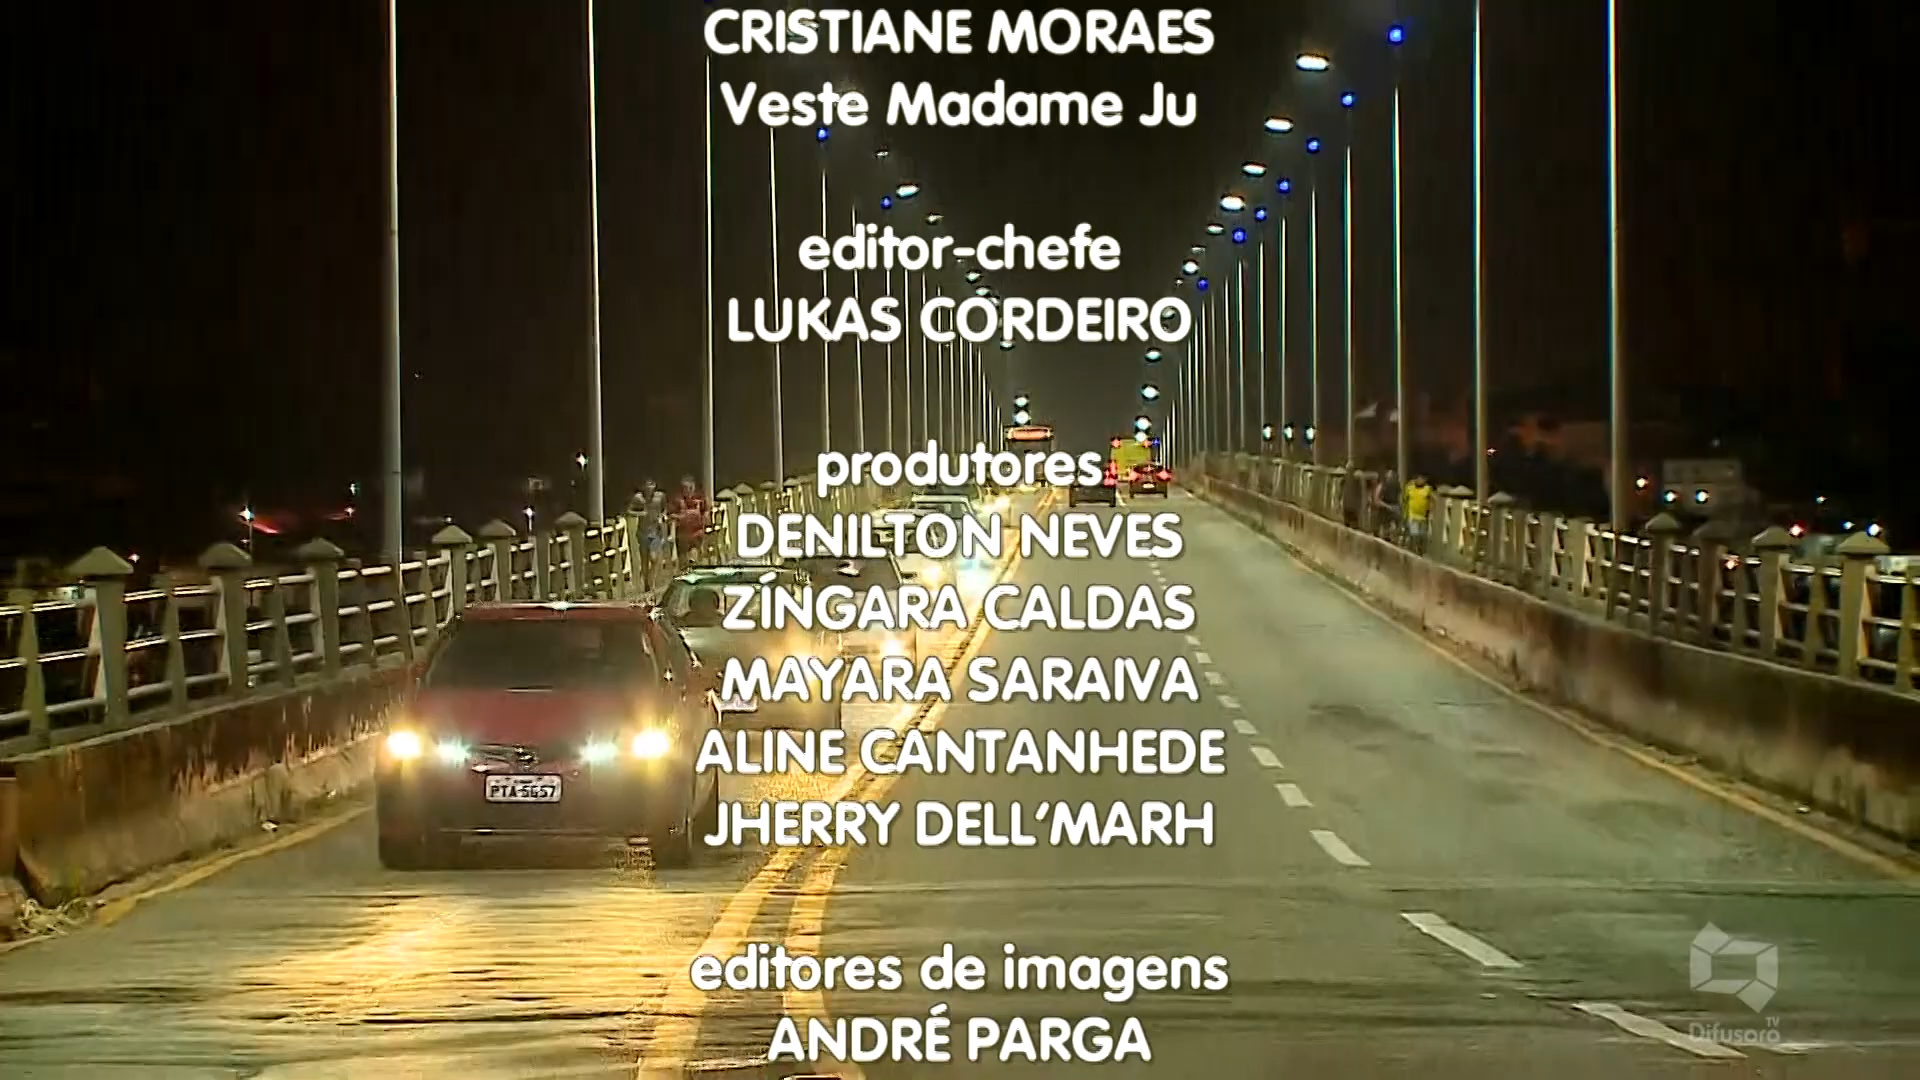 CRISTIANE MORAES
Veste Madame Ju
editor-chefe
LUKAS CORDEIRO
produtores
DENILTON NEVES
ZÍNGARA CALDAS
MAYARA SARAIVA
ALINE CANTANHEDE
JHERRY DELL'MARH
PTA-5657
editores de imagens
ANDRÉ PARGA
TV
Difusora